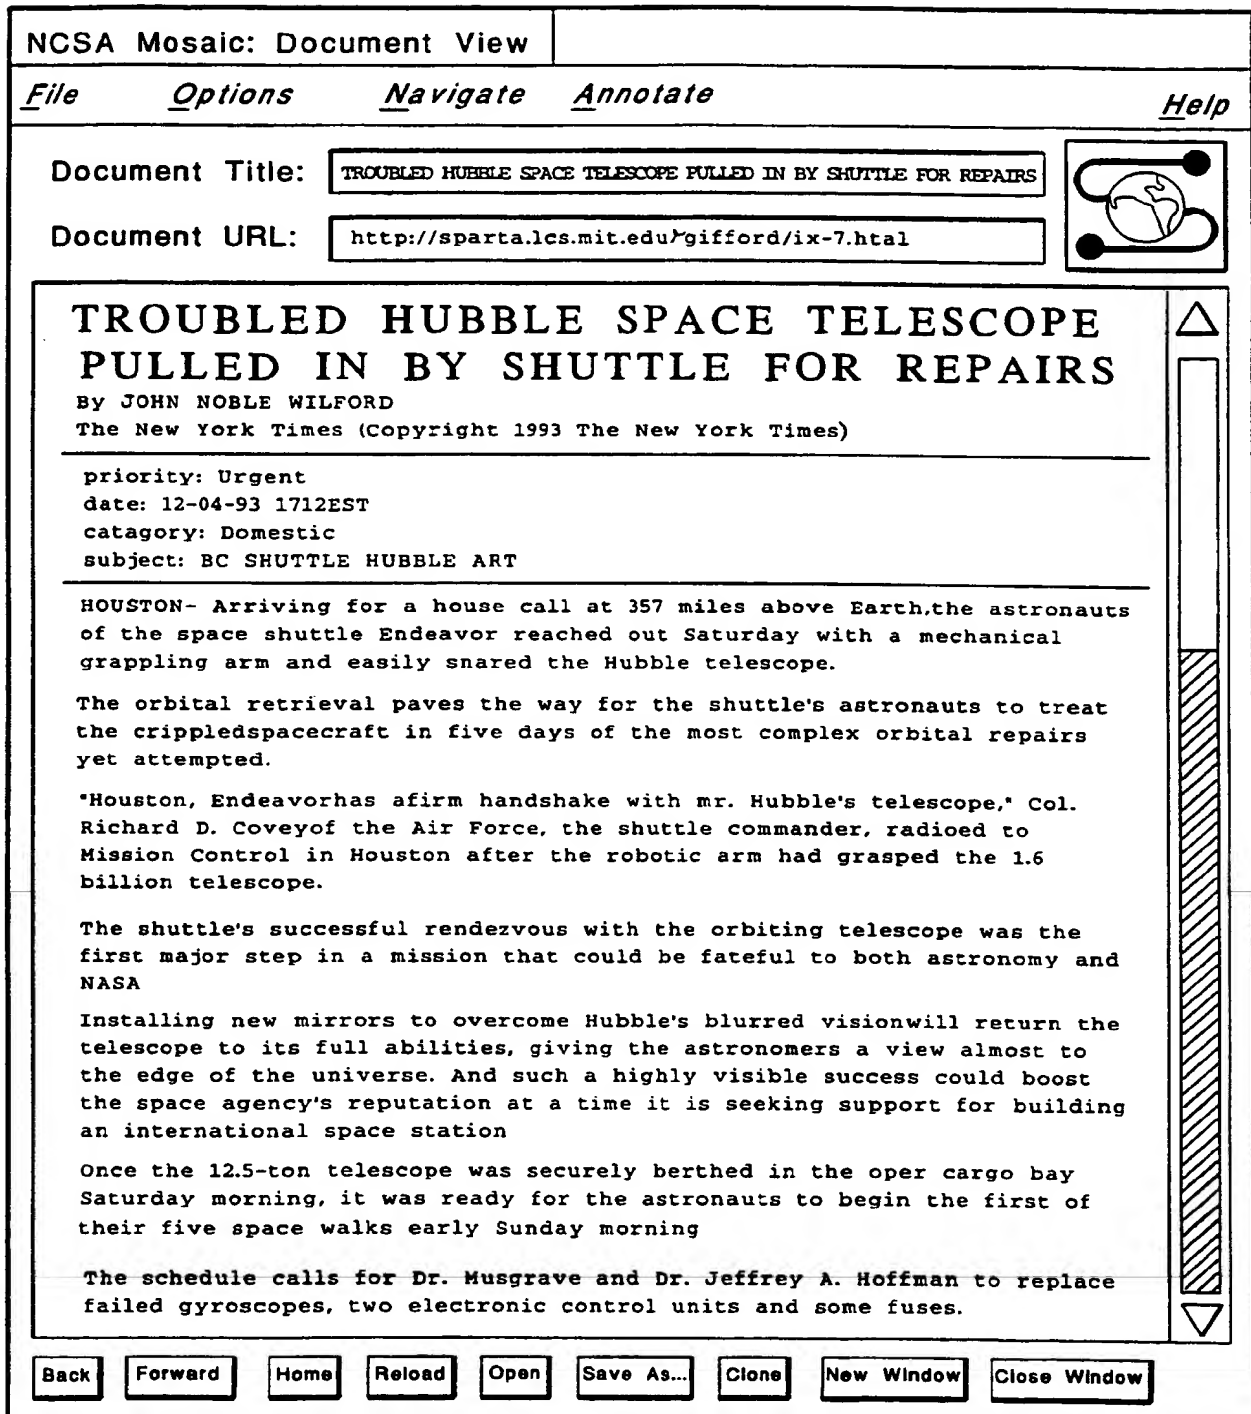 NCSA Mosaic: Document View
File Options Navigate Annotate Help
Document Title: TROUBLED HUBBLE SPACE TELESCOPE PULLED IN BY SHUTTLE FOR REPAIRS
Document URL: http://sparta.lcs.mit.edu/~gifford/ix-7.htal
TROUBLED HUBBLE SPACE TELESCOPE
PULLED IN BY SHUTTLE FOR REPAIRS
By JOHN NOBLE WILFORD
The New York Times (Copyright 1993 The New York Times)
priority: Urgent
date: 12-04-93 1712EST
catagory: Domestic
subject: BC SHUTTLE HUBBLE ART
HOUSTON- Arriving for a house call at 357 miles above Earth,the astronauts
of the space shuttle Endeavor reached out Saturday with a mechanical
grappling arm and easily snared the Hubble telescope.
The orbital retrieval paves the way for the shuttle's astronauts to treat
the crippledspacecraft in five days of the most complex orbital repairs
yet attempted.
"Houston, Endeavorhas afirm handshake with mr. Hubble's telescope," Col.
Richard D. Coveyof the Air Force, the shuttle commander, radioed to
Mission Control in Houston after the robotic arm had grasped the 1.6
billion telescope.
The shuttle's successful rendezvous with the orbiting telescope was the
first major step in a mission that could be fateful to both astronomy and
NASA
Installing new mirrors to overcome Hubble's blurred visionwill return the
telescope to its full abilities, giving the astronomers a view almost to
the edge of the universe. And such a highly visible success could boost
the space agency's reputation at a time it is seeking support for building
an international space station
Once the 12.5-ton telescope was securely berthed in the oper cargo bay
Saturday morning, it was ready for the astronauts to begin the first of
their five space walks early Sunday morning
The schedule calls for Dr. Musgrave and Dr. Jeffrey A. Hoffman to replace
failed gyroscopes, two electronic control units and some fuses.
Back Forward Home Reload Open Save As... Clone New Window Close Window